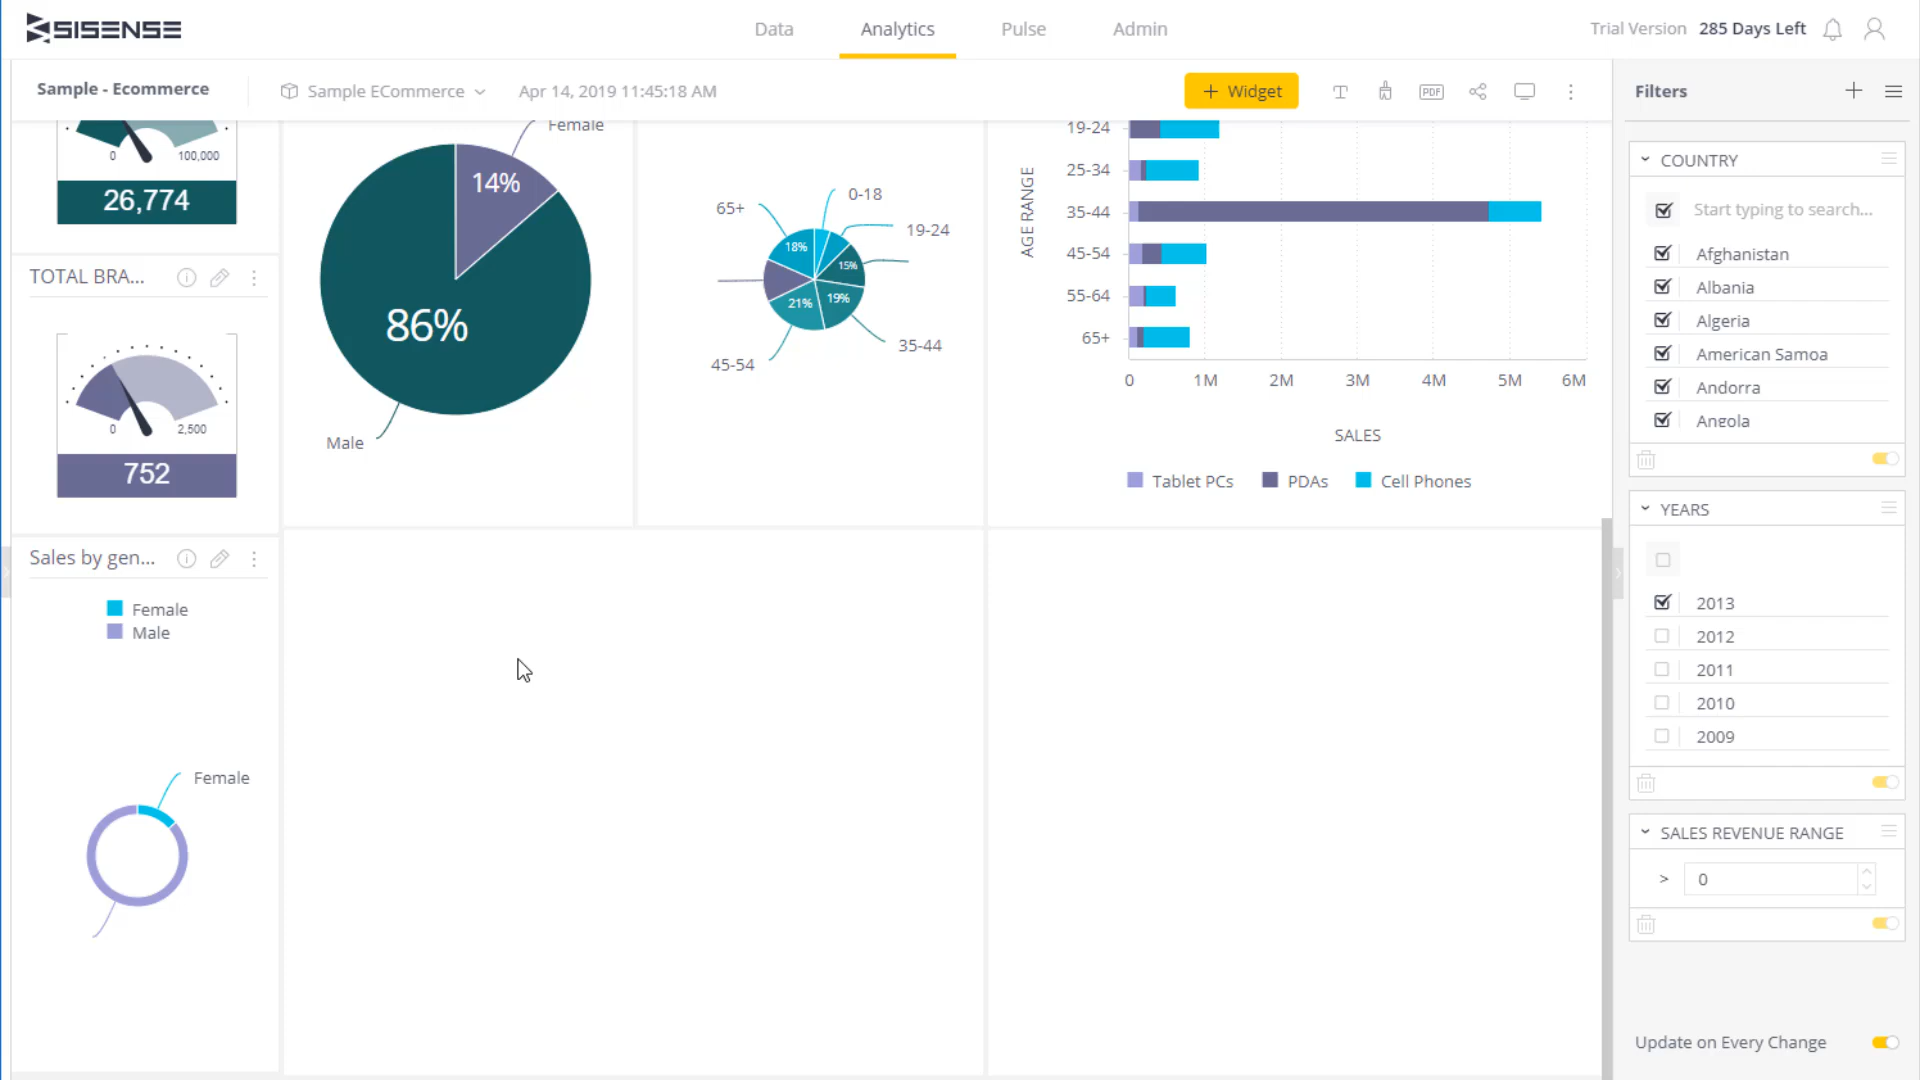 SISENSE
Data
Analytics
Pulse
Admin
Trial Version 285 Days Left
Sample - Ecommerce
Sample ECommerce
Apr 14, 2019 11:45:18 AM
+ Widget
PDF
Filters
0
100,000
26,774
TOTAL BRA...
0
2,500
752
Female
14%
86%
Male
0-18
65+
19-24
18%
15%
19%
21%
35-44
45-54
AGE RANGE
19-24
25-34
35-44
45-54
55-64
65+
0 1M 2M 3M 4M 5M 6M
SALES
Tablet PCs PDAs Cell Phones
Sales by gen...
Female
Male
Female
COUNTRY
Start typing to search...
Afghanistan
Albania
Algeria
American Samoa
Andorra
Angola
YEARS
2013
2012
2011
2010
2009
SALES REVENUE RANGE
> 0
Update on Every Change